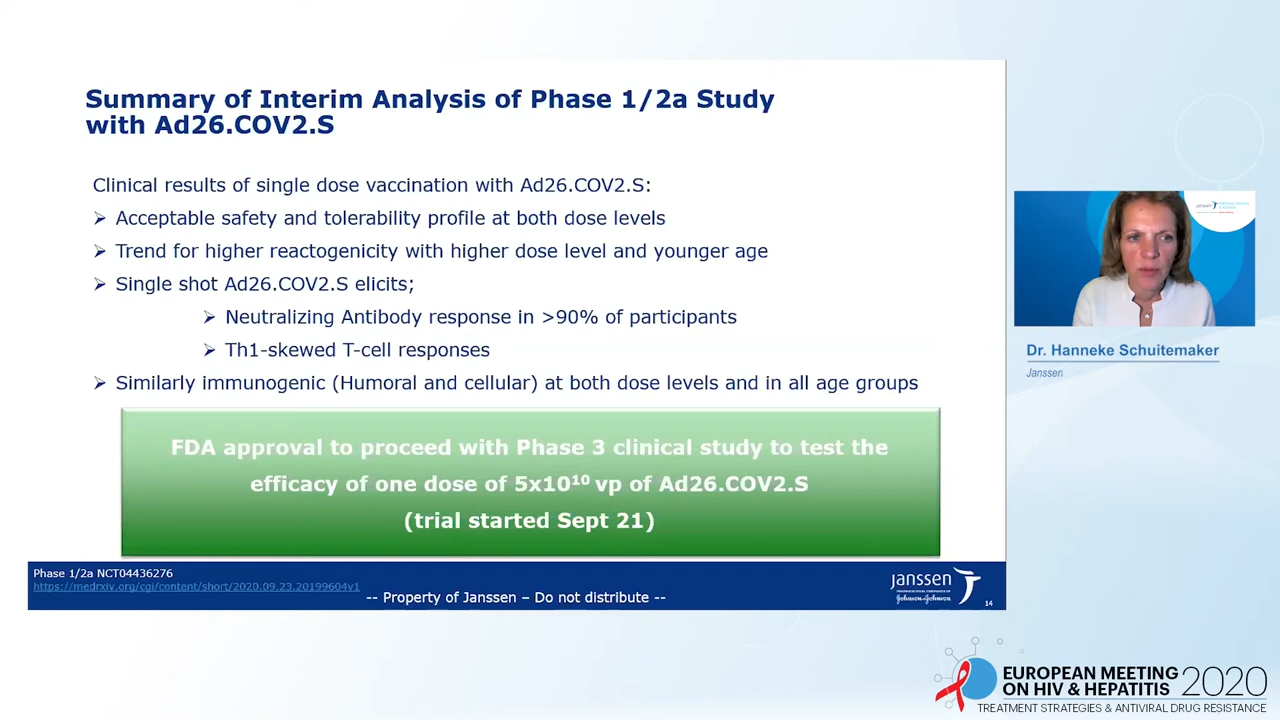 Summary of Interim Analysis of Phase 1/2a Study
with Ad26.COV2.S
Clinical results of single dose vaccination with Ad26.COV2.S:
Acceptable safety and tolerability profile at both dose levels
Trend for higher reactogenicity with higher dose level and younger age
Single shot Ad26.COV2.S elicits;
Neutralizing Antibody response in >90% of participants
Th1-skewed T-cell responses
Similarly immunogenic (Humoral and cellular) at both dose levels and in all age groups
FDA approval to proceed with Phase 3 clinical study to test the
efficacy of one dose of 5x10¹⁰ vp of Ad26.COV2.S
(trial started Sept 21)
Phase 1/2a NCT04436276
https://medrxiv.org/cgi/content/short/2020.09.23.20199604v1
-- Property of Janssen – Do not distribute --
Janssen
Johnson & Johnson
14
Dr. Hanneke Schuitemaker
Janssen
EUROPEAN MEETING
ON HIV & HEPATITIS 2020
TREATMENT STRATEGIES & ANTIVIRAL DRUG RESISTANCE